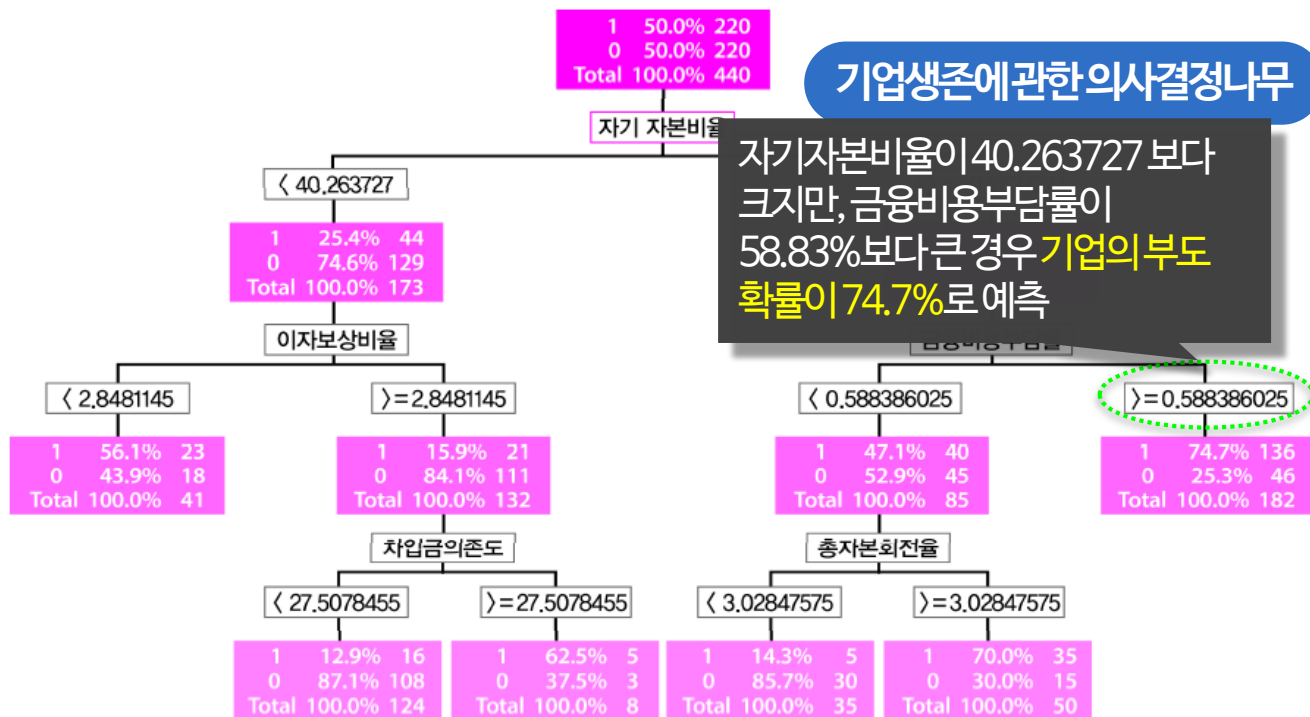 1 50.0% 220
0 50.0% 220
Total 100.0% 440
기업생존에 관한 의사결정나무
자기 자본비율
자기자본비율이 40.263727 보다
크지만, 금융비용부담률이
58.83%보다 큰 경우 기업의 부도
확률이 74.7%로 예측
< 40.263727
1 25.4% 44
0 74.6% 129
Total 100.0% 173
이자보상비율
< 2.8481145
>=2.8481145
< 0.588386025
>=0.588386025
1 56.1% 23
0 43.9% 18
Total 100.0% 41
1 15.9% 21
0 84.1% 111
Total 100.0% 132
1 47.1% 40
0 52.9% 45
Total 100.0% 85
1 74.7% 136
0 25.3% 46
Total 100.0% 182
차입금의존도
총자본회전율
< 27.5078455
>=27.5078455
< 3.02847575
>=3.02847575
1 12.9% 16
0 87.1% 108
Total 100.0% 124
1 62.5% 5
0 37.5% 3
Total 100.0% 8
1 14.3% 5
0 85.7% 30
Total 100.0% 35
1 70.0% 35
0 30.0% 15
Total 100.0% 50